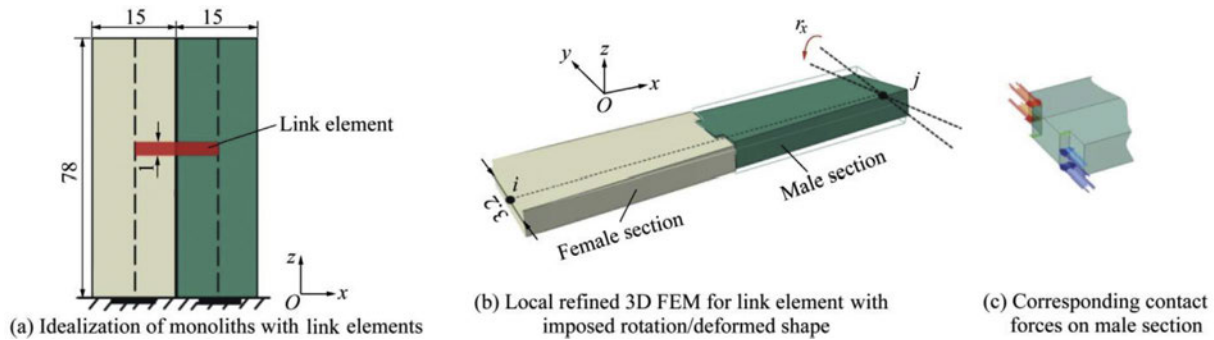 15
15
Link element
78
1
z
O
x
(a) Idealization of monoliths with link elements
r_x
z
y
x
O
j
i
Male section
3.2
Female section
(b) Local refined 3D FEM for link element with
imposed rotation/deformed shape
(c) Corresponding contact
forces on male section